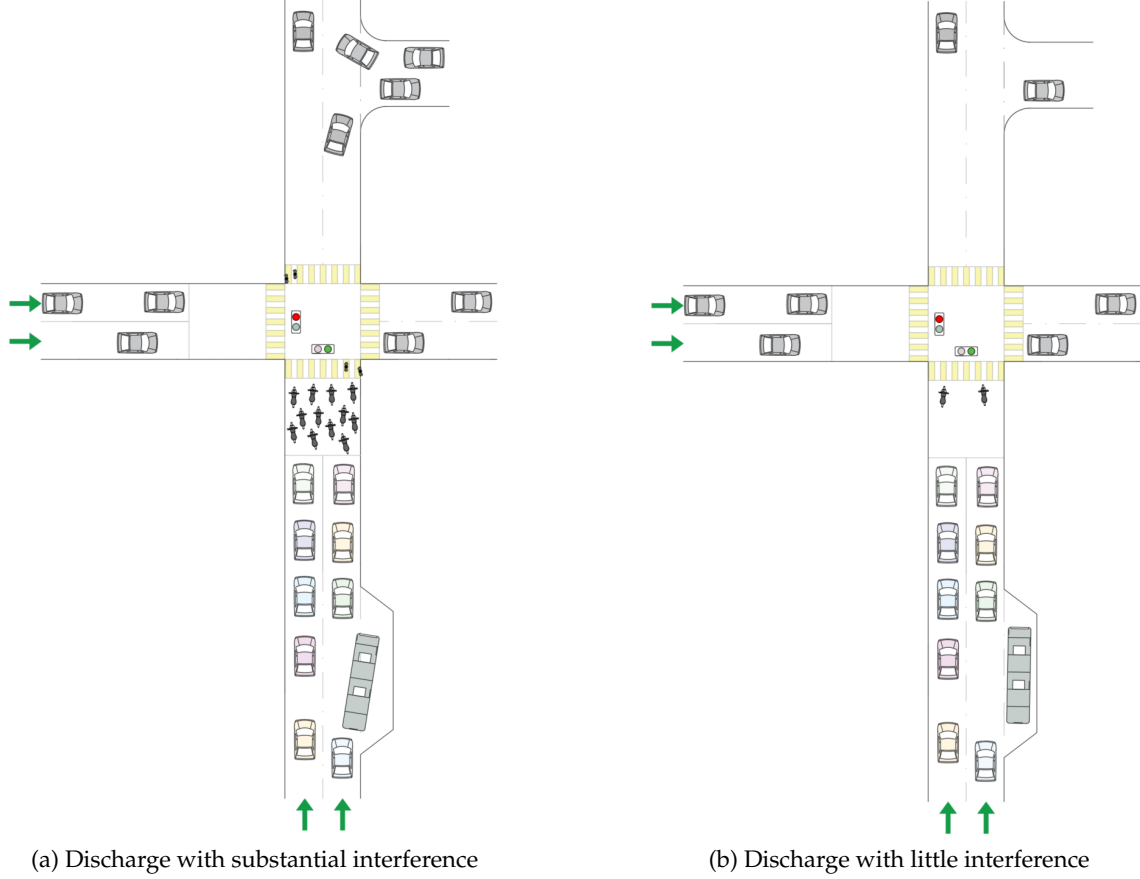 (a) Discharge with substantial interference
(b) Discharge with little interference